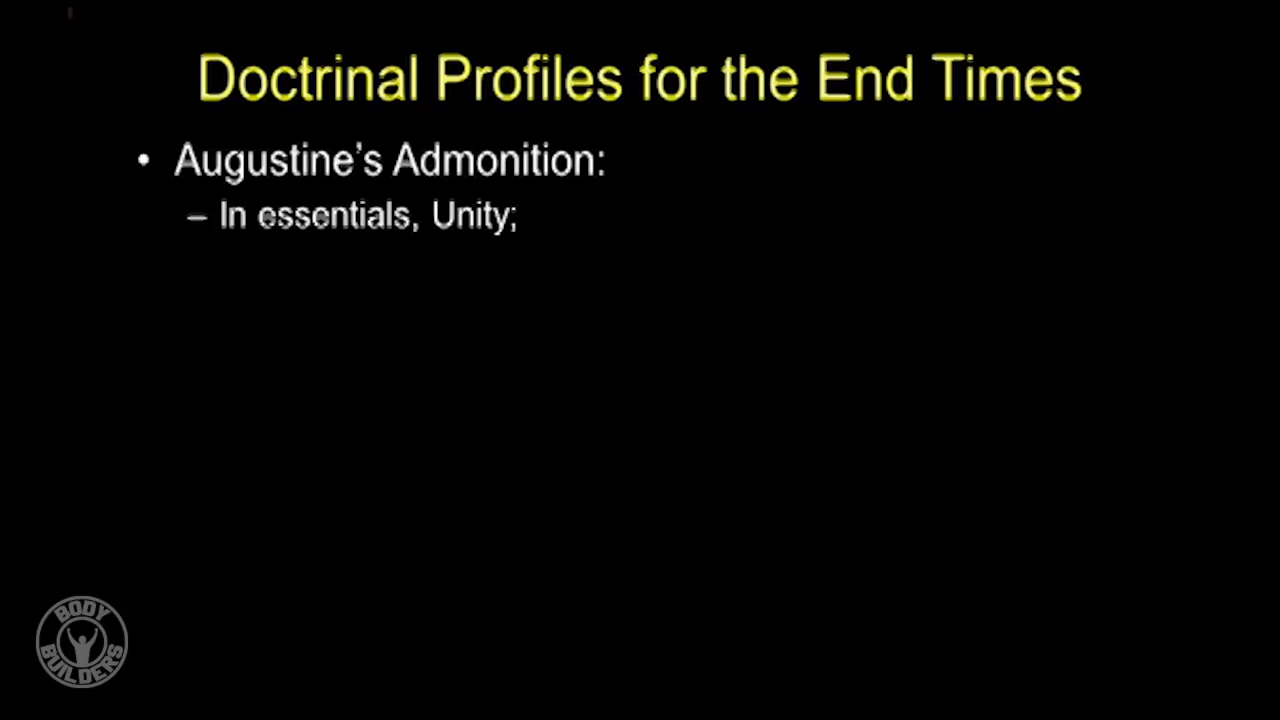 Doctrinal Profiles for the End Times
• Augustine's Admonition:
– In essentials, Unity;
BODY
BUILDERS